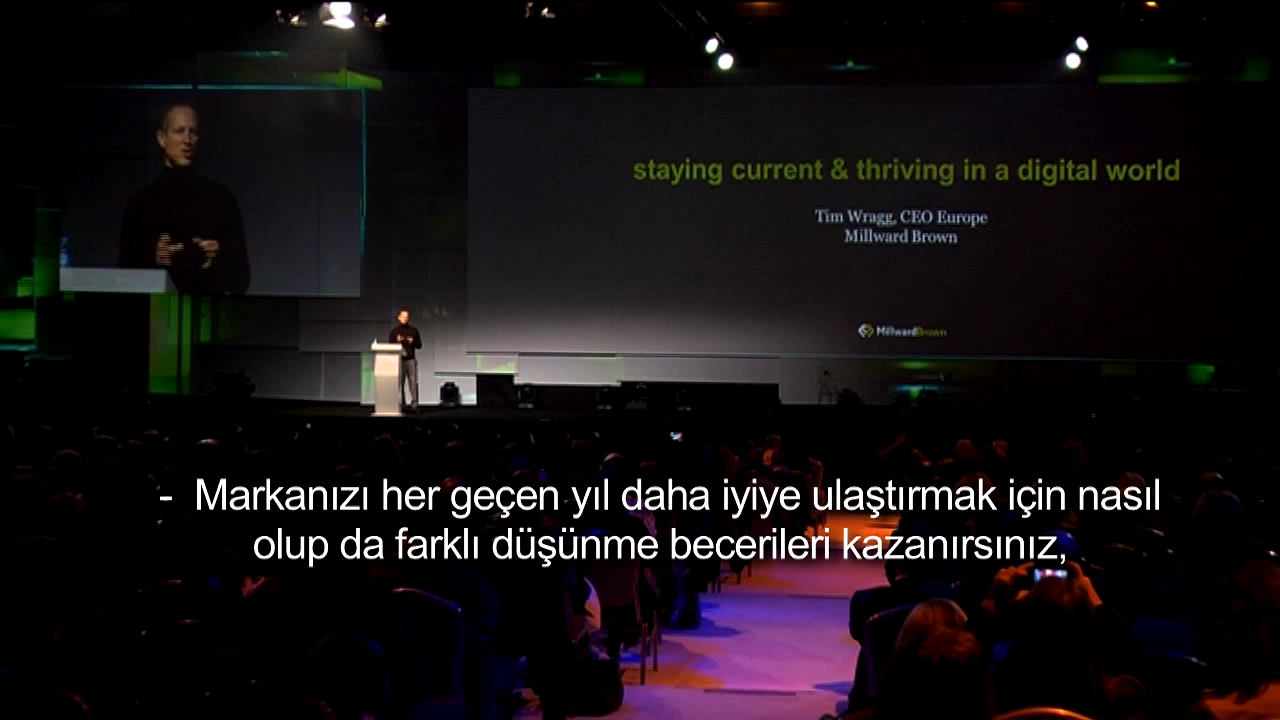 staying current & thriving in a digital world
Tim Wragg, CEO Europe
Millward Brown
MillwardBrown
- Markanızı her geçen yıl daha iyiye ulaştırmak için nasıl
olup da farklı düşünme becerileri kazanırsınız,